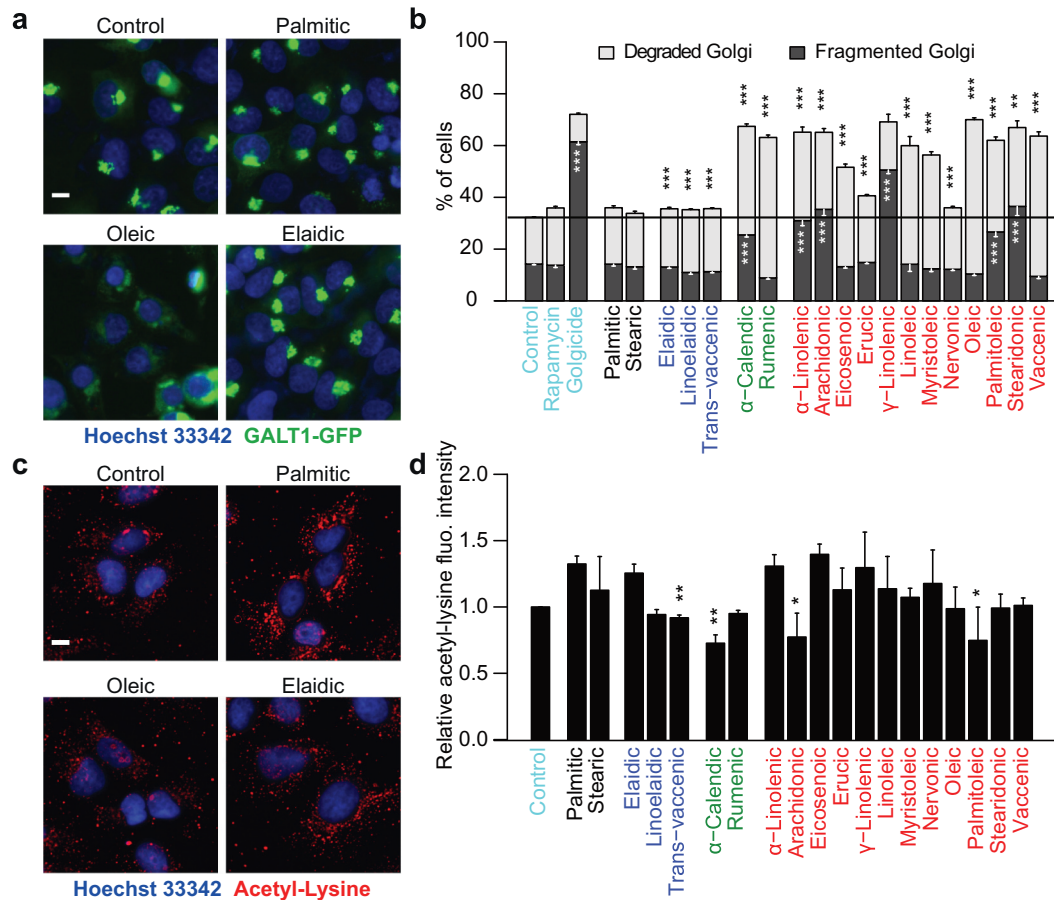 a
Control Palmitic
Oleic Elaidic
Hoechst 33342 GALT1-GFP
b
% of cells
100
80
60
40
20
0
Degraded Golgi Fragmented Golgi
*** *** *** *** *** *** *** *** *** *** *** *** *** *** ** ***
*** *** *** *** *** *** ***
Control
Rapamycin
Golgicide
Palmitic
Stearic
Elaidic
Linoelaidic
Trans-vaccenic
α-Calendic
Rumenic
α-Linolenic
Arachidonic
Eicosenoic
Erucic
γ-Linolenic
Linoleic
Myristoleic
Nervonic
Oleic
Palmitoleic
Stearidonic
Vaccenic
c
Control Palmitic
Oleic Elaidic
Hoechst 33342 Acetyl-Lysine
d
Relative acetyl-lysine fluo. intensity
2.0
1.5
1.0
0.5
0.0
** ** * *
Control
Palmitic
Stearic
Elaidic
Linoelaidic
Trans-vaccenic
α-Calendic
Rumenic
α-Linolenic
Arachidonic
Eicosenoic
Erucic
γ-Linolenic
Linoleic
Myristoleic
Nervonic
Oleic
Palmitoleic
Stearidonic
Vaccenic